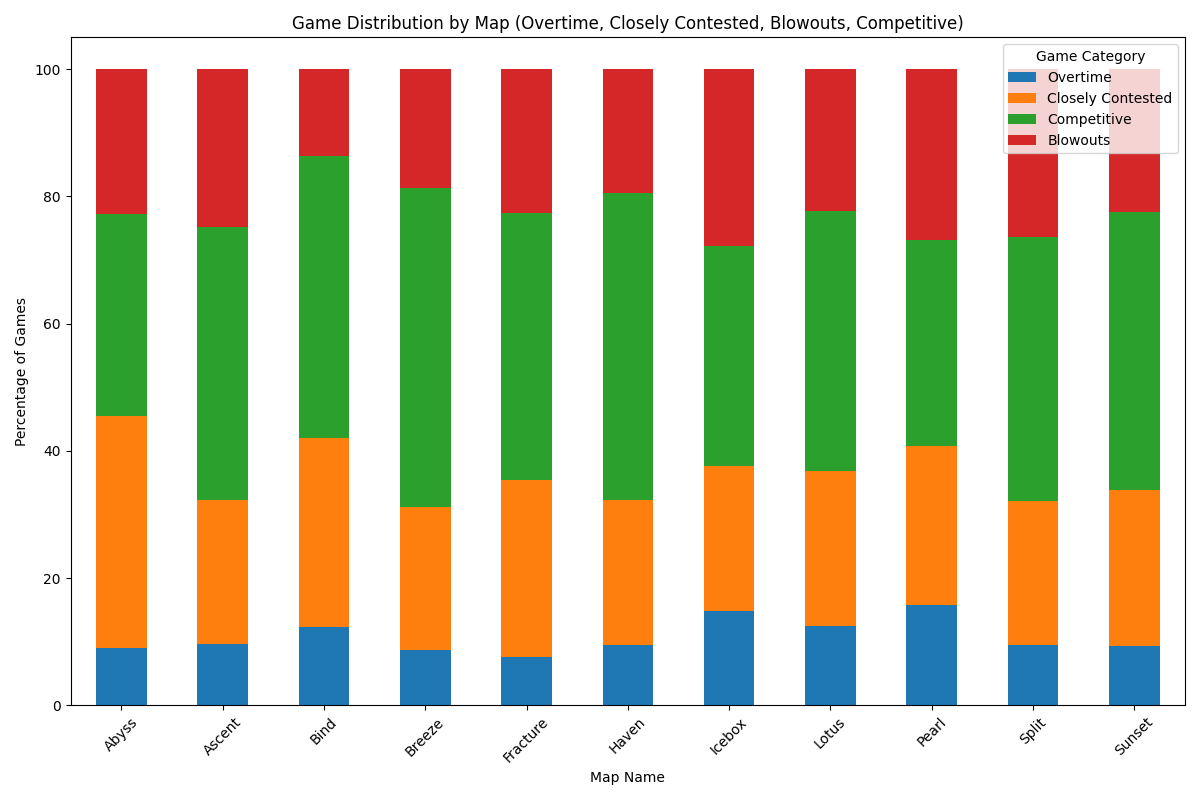 Game Distribution by Map (Overtime, Closely Contested, Blowouts, Competitive)
Game Category
Overtime
Closely Contested
Competitive
Blowouts
Percentage of Games
100
80
60
40
20
0
Abyss
Ascent
Bind
Breeze
Fracture
Haven
Icebox
Lotus
Pearl
Split
Sunset
Map Name